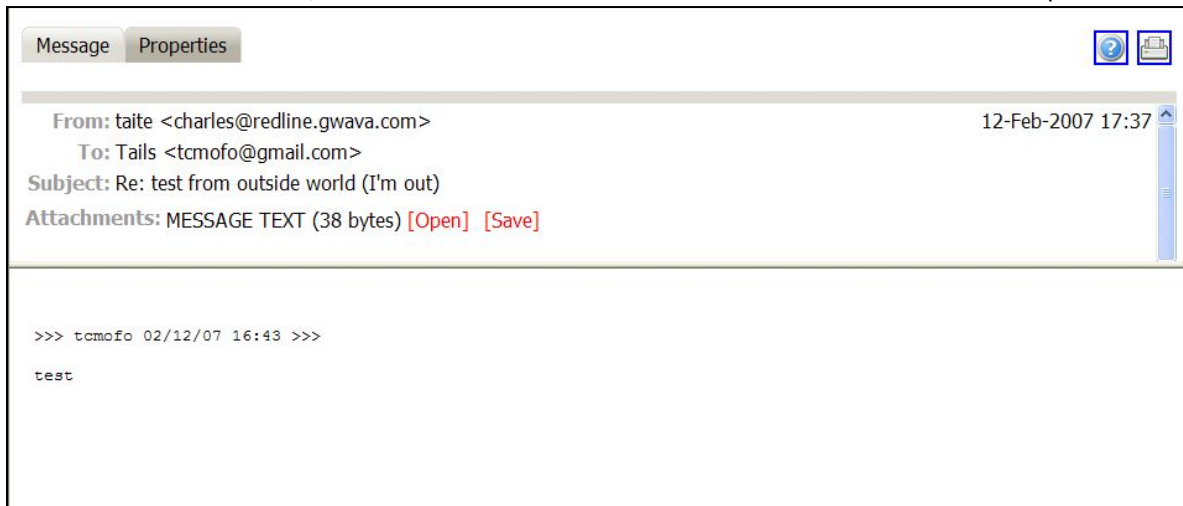 Message Properties
From: taite <charles@redline.gwava.com> 12-Feb-2007 17:37
To: Tails <tcmofo@gmail.com>
Subject: Re: test from outside world (I'm out)
Attachments: MESSAGE TEXT (38 bytes) [Open] [Save]
>>> tcmofo 02/12/07 16:43 >>>
test